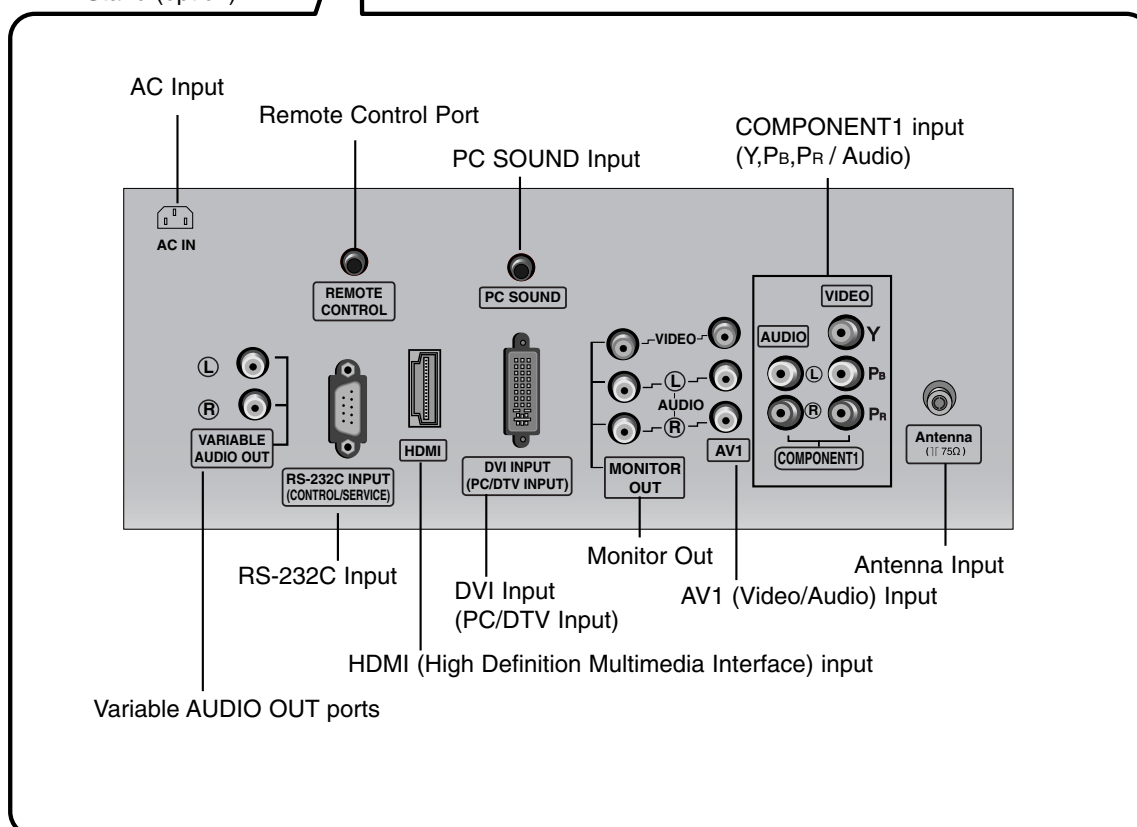 AC Input
Remote Control Port
PC SOUND Input
COMPONENT1 input
(Y,PB,PR / Audio)
AC IN
REMOTE
CONTROL
PC SOUND
VIDEO
AUDIO
Y
L
PB
R
PR
COMPONENT1
L
R
VARIABLE
AUDIO OUT
RS-232C INPUT
(CONTROL/SERVICE)
HDMI
DVI INPUT
(PC/DTV INPUT)
VIDEO
L
AUDIO
R
MONITOR
OUT
AV1
Antenna
75Ω )
RS-232C Input
DVI Input
(PC/DTV Input)
Monitor Out
AV1 (Video/Audio) Input
Antenna Input
HDMI (High Definition Multimedia Interface) input
Variable AUDIO OUT ports